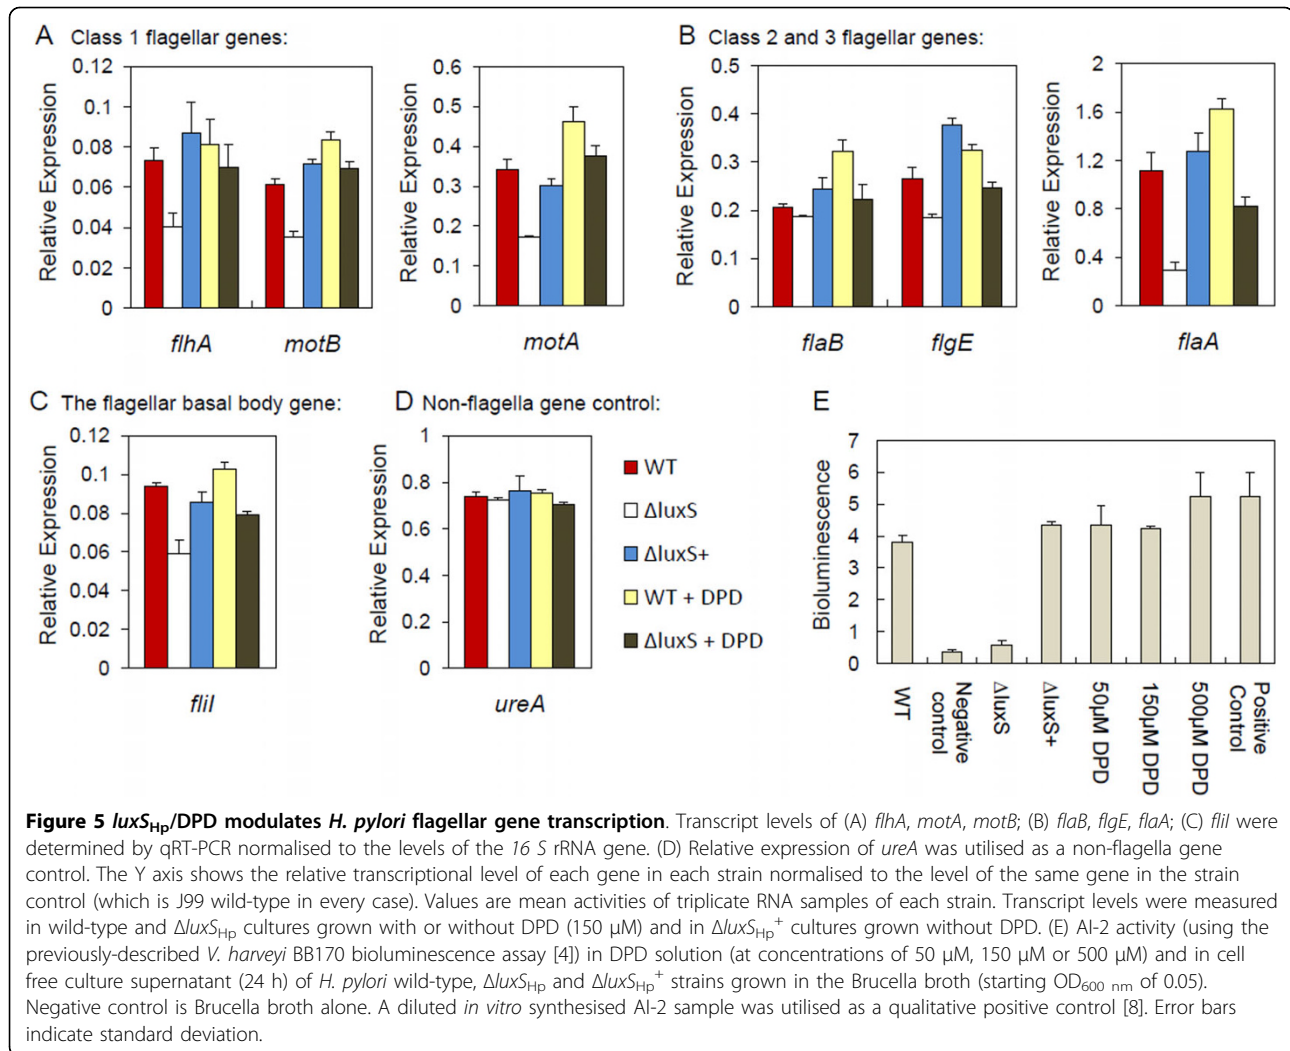 A Class 1 flagellar genes:
Relative Expression
0.12
0.1
0.08
0.06
0.04
0.02
0
flhA motB
Relative Expression
0.6
0.5
0.4
0.3
0.2
0.1
0
motA
B Class 2 and 3 flagellar genes:
Relative Expression
0.5
0.4
0.3
0.2
0.1
0
flaB flgE
Relative Expression
2
1.6
1.2
0.8
0.4
0
flaA
C The flagellar basal body gene:
Relative Expression
0.12
0.1
0.08
0.06
0.04
0.02
0
fliI
D Non-flagella gene control:
Relative Expression
1
0.8
0.6
0.4
0.2
0
ureA
WT
ΔluxS
ΔluxS+
WT + DPD
ΔluxS + DPD
E
Bioluminescence
7
6
5
4
3
2
1
0
WT
Negative
control
ΔluxS
ΔluxS+
50µM DPD
150µM DPD
500µM DPD
Positive
Control
Figure 5 luxS_Hp/DPD modulates H. pylori flagellar gene transcription. Transcript levels of (A) flhA, motA, motB; (B) flaB, flgE, flaA; (C) fliI were
determined by qRT-PCR normalised to the levels of the 16 S rRNA gene. (D) Relative expression of ureA was utilised as a non-flagella gene
control. The Y axis shows the relative transcriptional level of each gene in each strain normalised to the level of the same gene in the strain
control (which is J99 wild-type in every case). Values are mean activities of triplicate RNA samples of each strain. Transcript levels were measured
in wild-type and ΔluxS_Hp cultures grown with or without DPD (150 μM) and in ΔluxS_Hp⁺ cultures grown without DPD. (E) AI-2 activity (using the
previously-described V. harveyi BB170 bioluminescence assay [4]) in DPD solution (at concentrations of 50 μM, 150 μM or 500 μM) and in cell
free culture supernatant (24 h) of H. pylori wild-type, ΔluxS_Hp and ΔluxS_Hp⁺ strains grown in the Brucella broth (starting OD₆₀₀ ₙₘ of 0.05).
Negative control is Brucella broth alone. A diluted in vitro synthesised AI-2 sample was utilised as a qualitative positive control [8]. Error bars
indicate standard deviation.